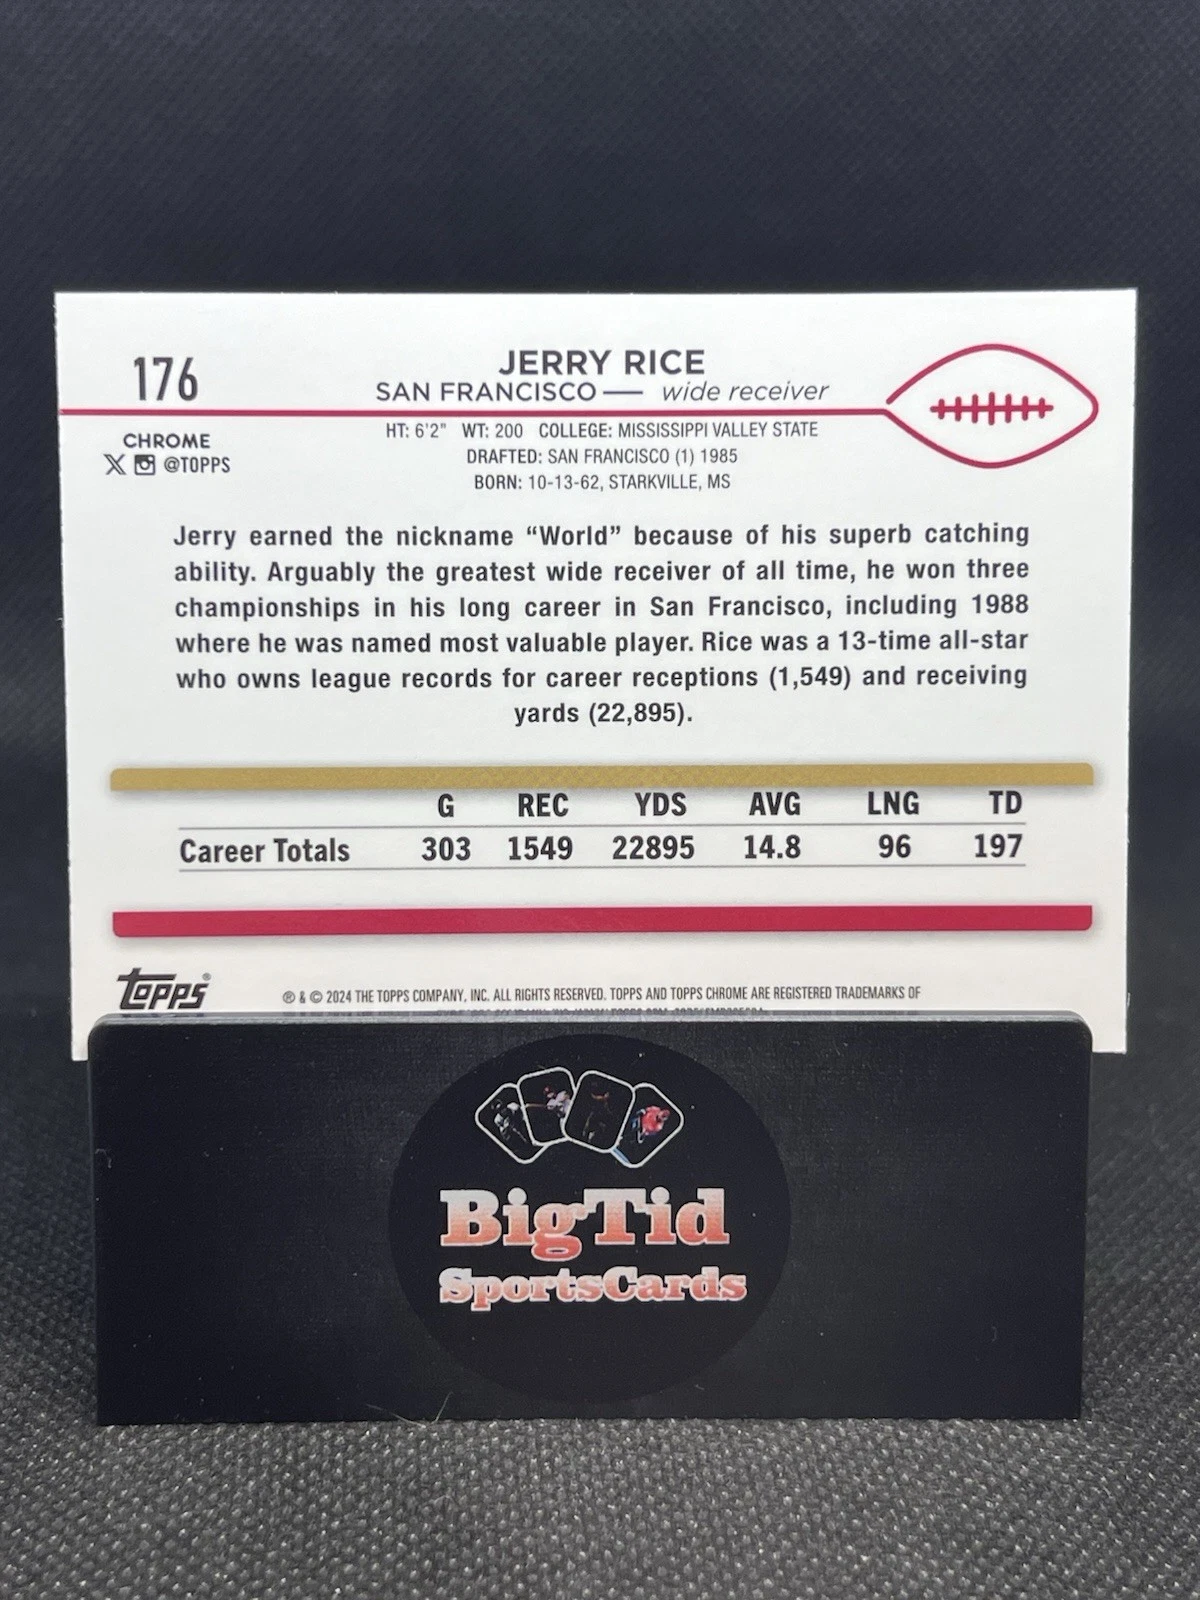 176
JERRY RICE
SAN FRANCISCO — wide receiver
CHROME
X @TOPPS
HT: 6'2" WT: 200 COLLEGE: MISSISSIPPI VALLEY STATE
DRAFTED: SAN FRANCISCO (1) 1985
BORN: 10-13-62, STARKVILLE, MS
Jerry earned the nickname “World” because of his superb catching
ability. Arguably the greatest wide receiver of all time, he won three
championships in his long career in San Francisco, including 1988
where he was named most valuable player. Rice was a 13-time all-star
who owns league records for career receptions (1,549) and receiving
yards (22,895).
G REC YDS AVG LNG TD
Career Totals 303 1549 22895 14.8 96 197
Topps®
® & © 2024 THE TOPPS COMPANY, INC. ALL RIGHTS RESERVED. TOPPS AND TOPPS CHROME ARE REGISTERED TRADEMARKS OF
BigTid
SportsCards